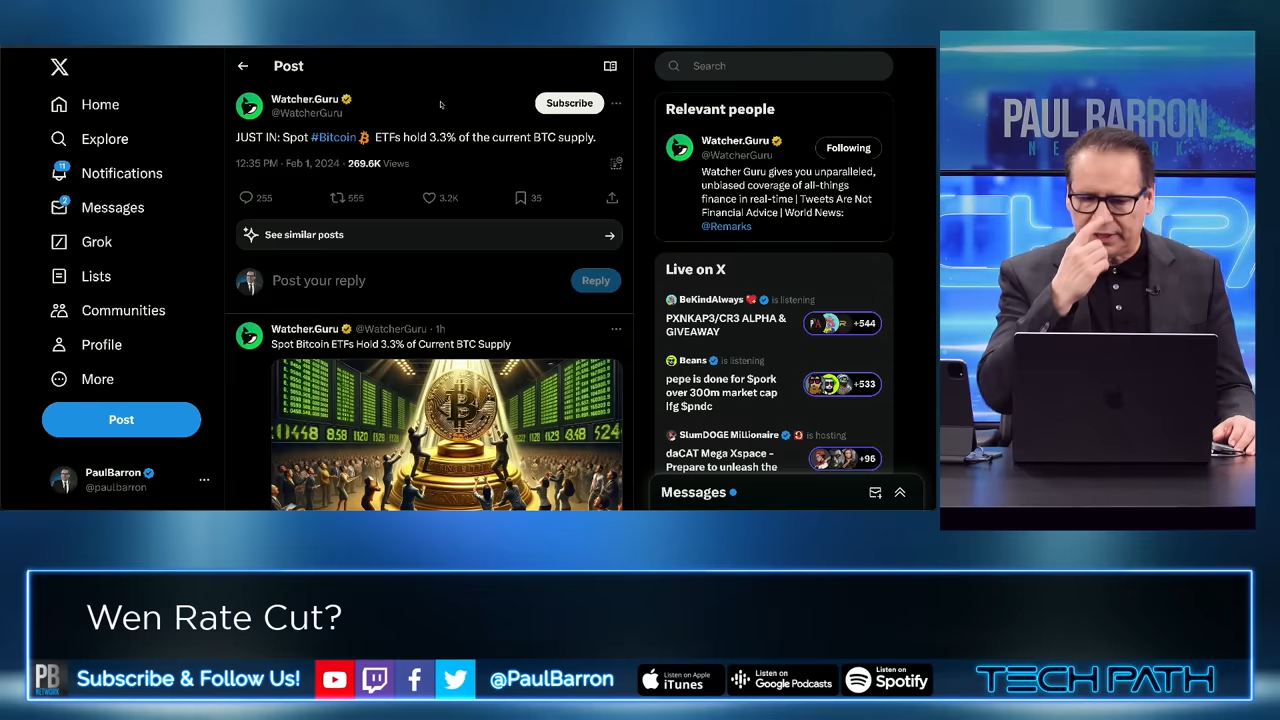 Post
Home
Explore
11
Notifications
2
Messages
Grok
Lists
Communities
Profile
More
Post
PaulBarron
@paulbarron
Watcher.Guru
@WatcherGuru
Subscribe
JUST IN: Spot #Bitcoin ETFs hold 3.3% of the current BTC supply.
12:35 PM · Feb 1, 2024 · 269.6K Views
255 555 3.2K 35
See similar posts
Post your reply
Reply
Watcher.Guru @WatcherGuru · 1h
Spot Bitcoin ETFs Hold 3.3% of Current BTC Supply
Search
Relevant people
Watcher.Guru
@WatcherGuru
Following
Watcher Guru gives you unparalleled,
unbiased coverage of all-things
finance in real-time | Tweets Are Not
Financial Advice | World News:
@Remarks
Live on X
BeKindAlways is listening
PXNKAP3/CR3 ALPHA &
GIVEAWAY
+544
Beans is listening
pepe is done for $pork
over 300m market cap
lfg $pndc
+533
SlumDOGE Millionaire is hosting
daCAT Mega Xspace –
Prepare to unleash the
+96
Messages
PAUL BARRON
NETWORK
Wen Rate Cut?
PB
NETWORK
Subscribe & Follow Us!
@PaulBarron
Listen on Apple
iTunes
Listen on
Google Podcasts
Listen on
Spotify
TECH PATH